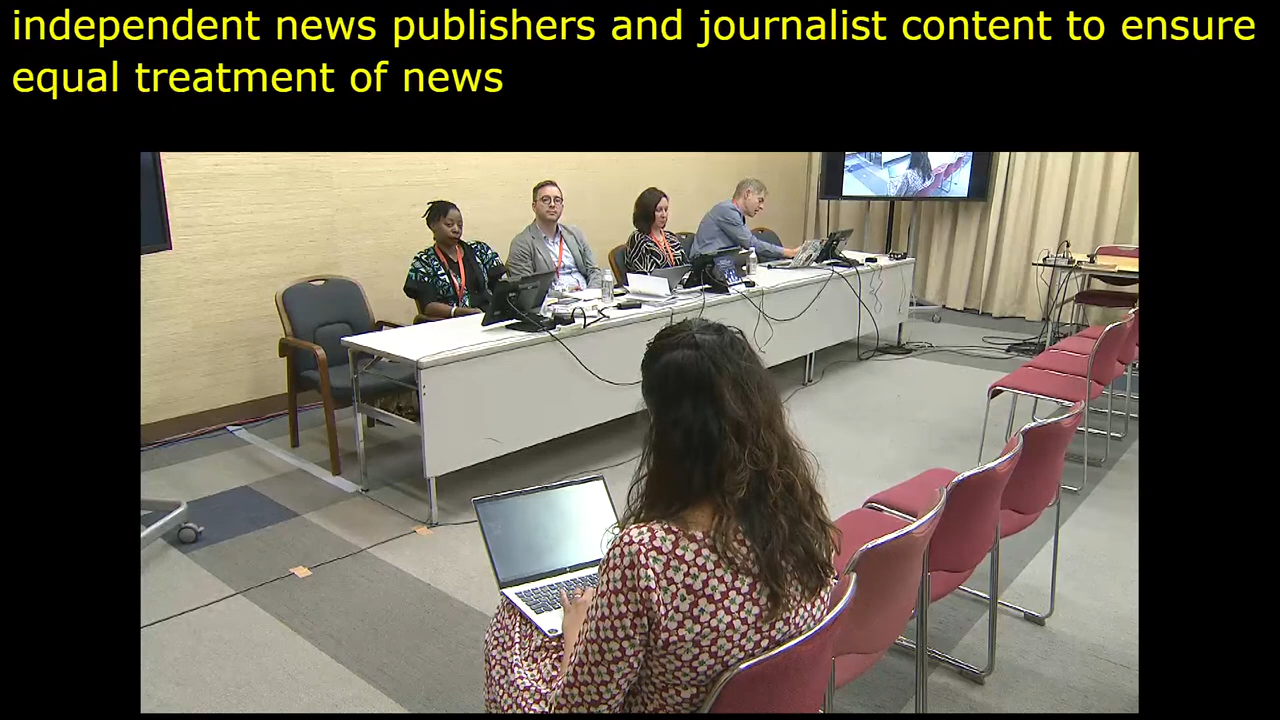 independent news publishers and journalist content to ensure
equal treatment of news